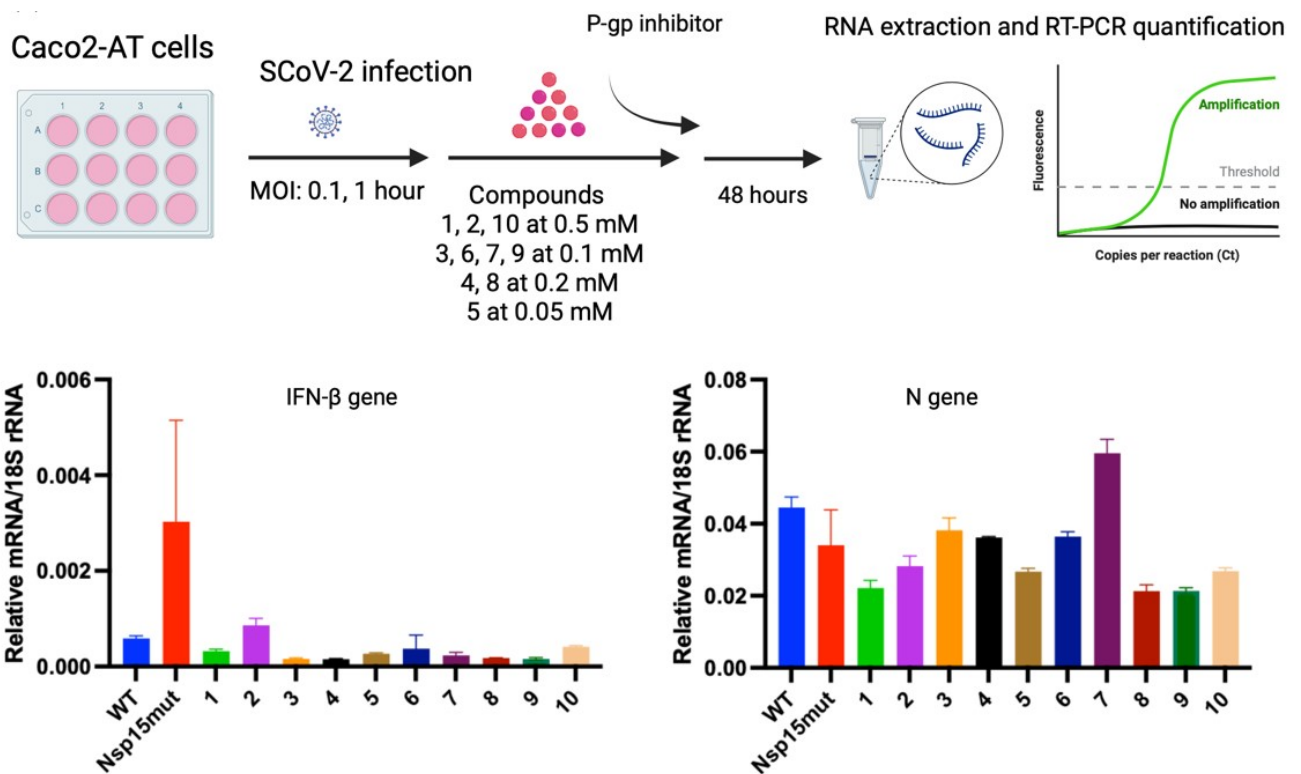 P-gp inhibitor
RNA extraction and RT-PCR quantification
Caco2-AT cells
SCoV-2 infection
1 2 3 4
A
B
C
MOI: 0.1, 1 hour
Compounds
1, 2, 10 at 0.5 mM
3, 6, 7, 9 at 0.1 mM
4, 8 at 0.2 mM
5 at 0.05 mM
48 hours
Fluorescence
Amplification
Threshold
No amplification
Copies per reaction (Ct)
IFN-β gene
Relative mRNA/18S rRNA
0.006
0.004
0.002
0.000
WT
Nsp15mut
1
2
3
4
5
6
7
8
9
10
N gene
Relative mRNA/18S rRNA
0.08
0.06
0.04
0.02
0.00
WT
Nsp15mut
1
2
3
4
5
6
7
8
9
10